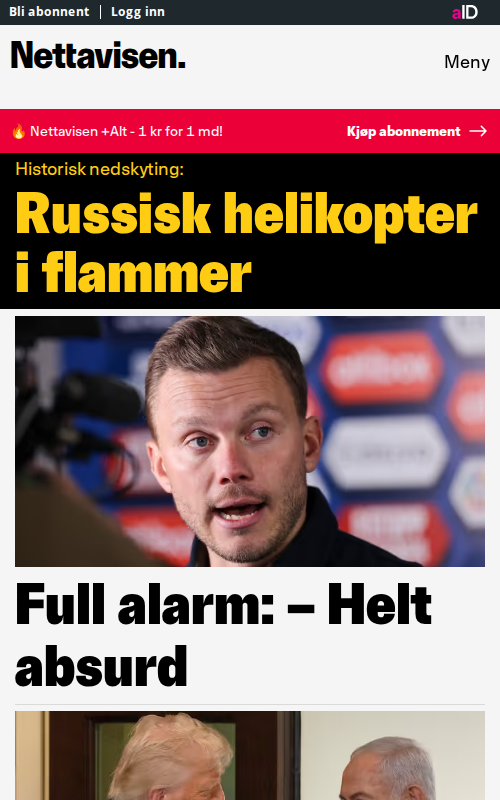 Bli abonnent | Logg inn
aID
Nettavisen.
Meny
🔥 Nettavisen +Alt - 1 kr for 1 md!
Kjøp abonnement →
Historisk nedskyting:
Russisk helikopter
i flammer
Full alarm: – Helt
absurd